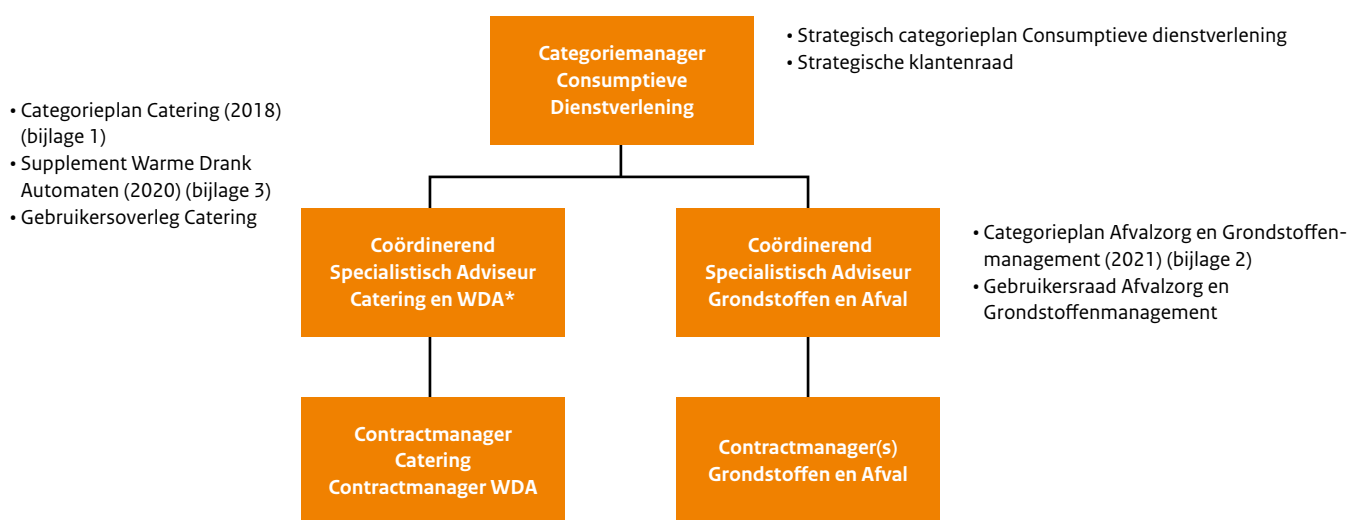 Categoriemanager
Consumptieve
Dienstverlening
• Strategisch categorieplan Consumptieve dienstverlening
• Strategische klantenraad
• Categorieplan Catering (2018)
(bijlage 1)
• Supplement Warme Drank
Automaten (2020) (bijlage 3)
• Gebruikersoverleg Catering
Coördinerend
Specialistisch Adviseur
Catering en WDA*
Coördinerend
Specialistisch Adviseur
Grondstoffen en Afval
• Categorieplan Afvalzorg en Grondstoffen-
management (2021) (bijlage 2)
• Gebruikersraad Afvalzorg en
Grondstoffenmanagement
Contractmanager
Catering
Contractmanager WDA
Contractmanager(s)
Grondstoffen en Afval